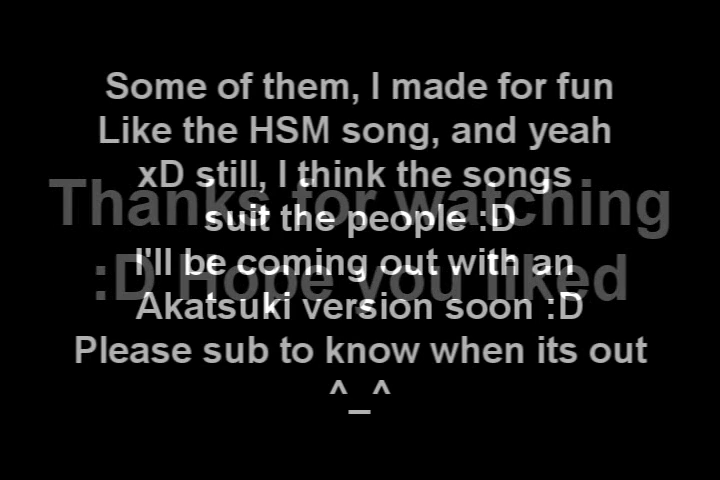 Some of them, I made for fun
Like the HSM song, and yeah
xD still, I think the songs
suit the people :D
I'll be coming out with an
Akatsuki version soon :D
Please sub to know when its out
^_^
Thanks for watching
:D Hope you liked